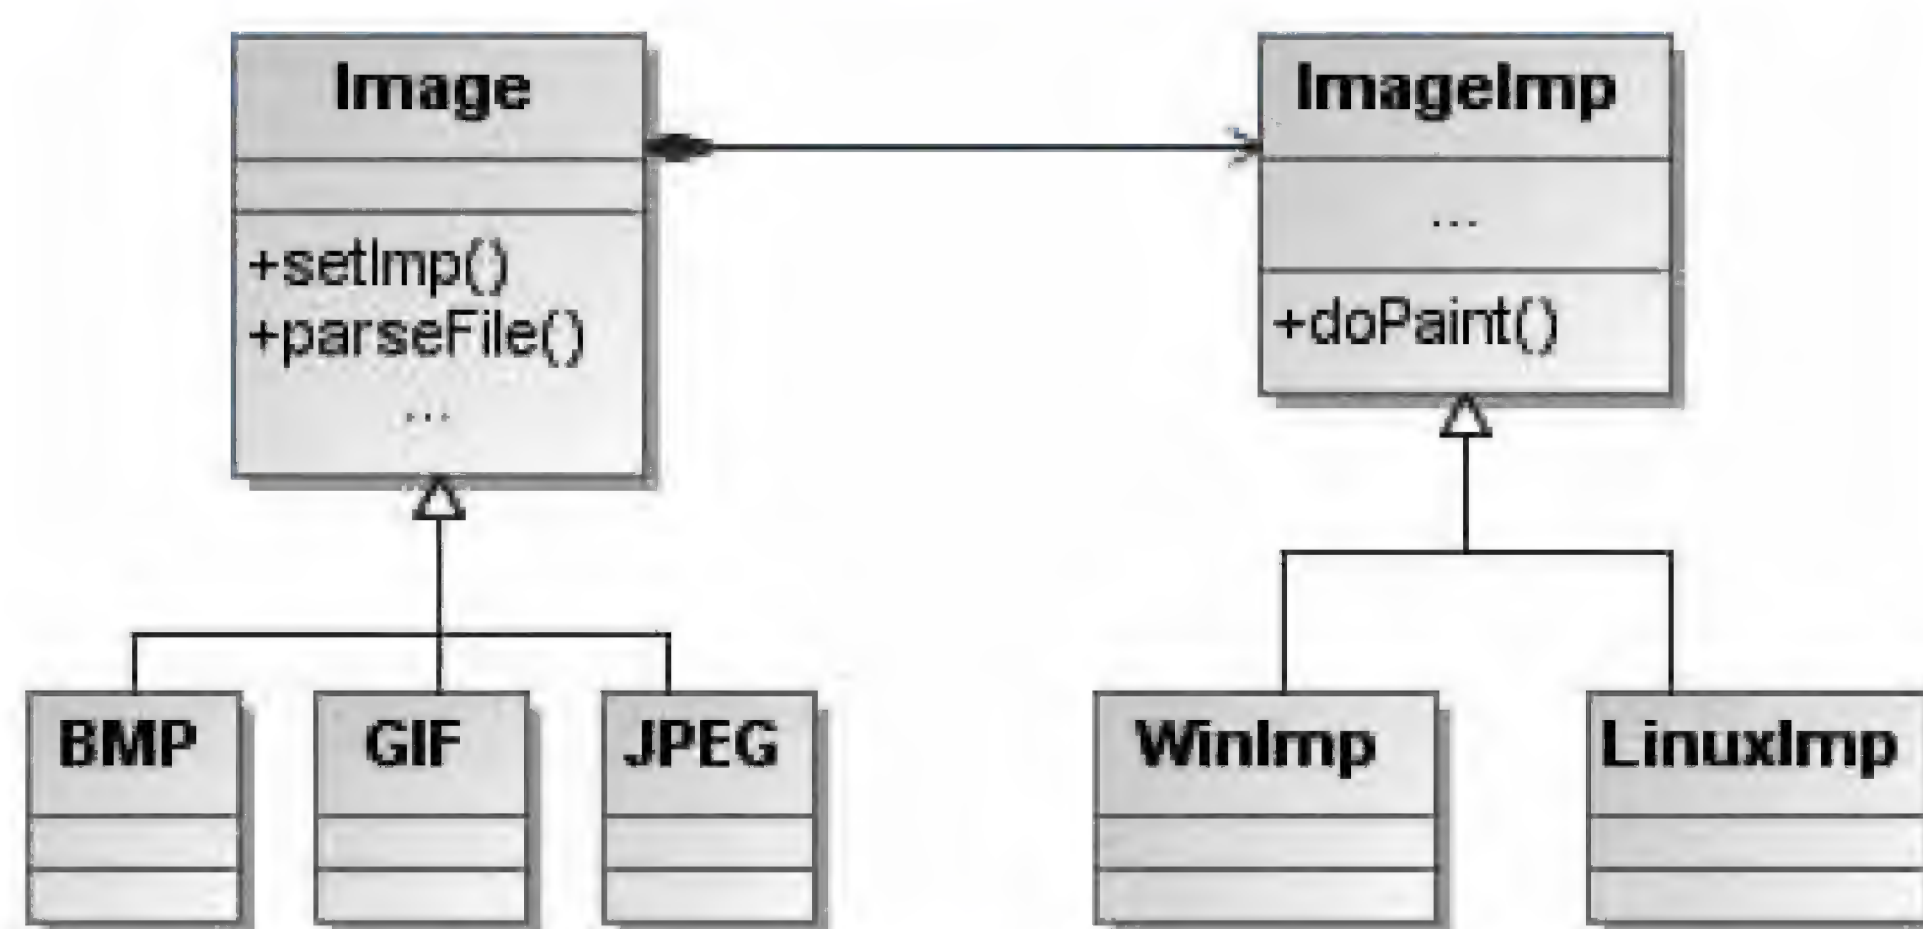 Image
+setImp()
+parseFile()
...
ImageImp
...
+doPaint()
BMP
GIF
JPEG
WinImp
LinuxImp